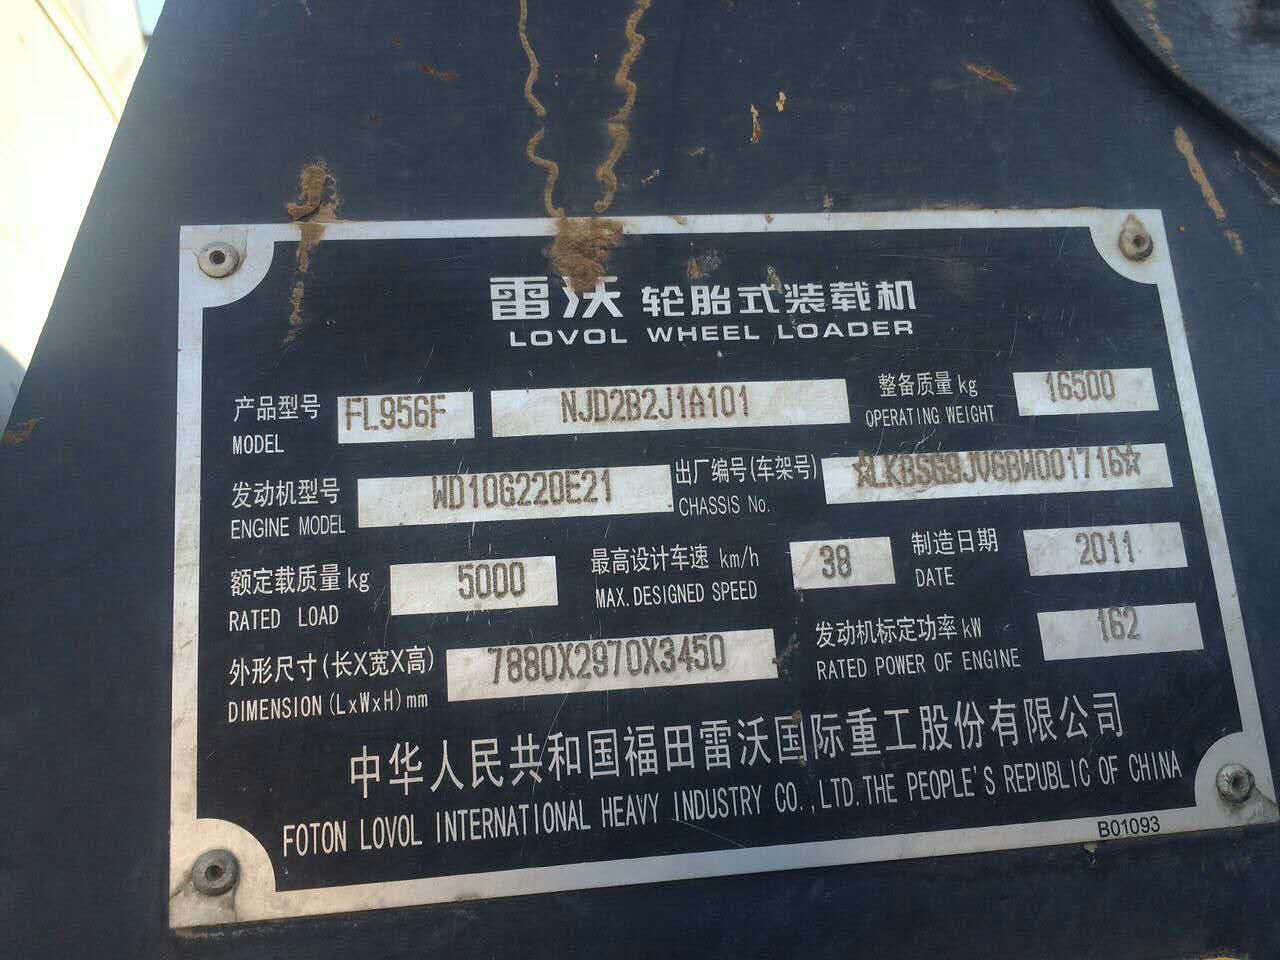 雷沃 轮胎式装载机
LOVOL WHEEL LOADER
产品型号 FL956F NJD2B2J1A101 整备质量 kg 16500
MODEL OPERATING WEIGHT
发动机型号 WD10G220E21 出厂编号(车架号) ☆LKBS69JV6BW001716☆
ENGINE MODEL CHASSIS No.
额定载质量 kg 5000 最高设计车速 km/h 38 制造日期 2011
RATED LOAD MAX. DESIGNED SPEED DATE
外形尺寸(长X宽X高) 7880X2970X3450 发动机标定功率 kW 162
DIMENSION(LxWxH)mm RATED POWER OF ENGINE
中华人民共和国福田雷沃国际重工股份有限公司
FOTON LOVOL INTERNATIONAL HEAVY INDUSTRY CO.,LTD. THE PEOPLE'S REPUBLIC OF CHINA
B01093